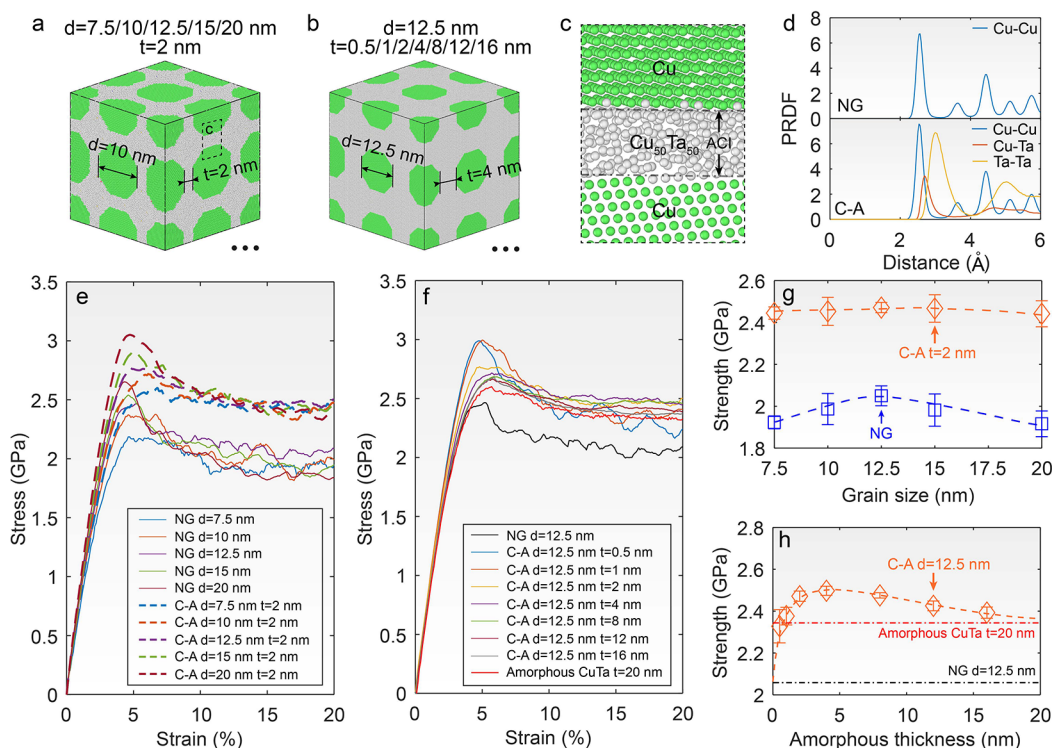 a
d=7.5/10/12.5/15/20 nm
t=2 nm
c
d=10 nm
t=2 nm
•••
b
d=12.5 nm
t=0.5/1/2/4/8/12/16 nm
d=12.5 nm
t=4 nm
•••
c
Cu
Cu50Ta50
ACI
Cu
d
PRDF
8
6
4
2
NG
Cu-Cu
8
6
4
2
0
C-A
Cu-Cu
Cu-Ta
Ta-Ta
0 2 4 6
Distance (Å)
e
Stress (GPa)
3.5
3
2.5
2
1.5
1
0.5
0
NG d=7.5 nm
NG d=10 nm
NG d=12.5 nm
NG d=15 nm
NG d=20 nm
C-A d=7.5 nm t=2 nm
C-A d=10 nm t=2 nm
C-A d=12.5 nm t=2 nm
C-A d=15 nm t=2 nm
C-A d=20 nm t=2 nm
0 5 10 15 20
Strain (%)
f
Stress (GPa)
3.5
3
2.5
2
1.5
1
0.5
0
NG d=12.5 nm
C-A d=12.5 nm t=0.5 nm
C-A d=12.5 nm t=1 nm
C-A d=12.5 nm t=2 nm
C-A d=12.5 nm t=4 nm
C-A d=12.5 nm t=8 nm
C-A d=12.5 nm t=12 nm
C-A d=12.5 nm t=16 nm
Amorphous CuTa t=20 nm
0 5 10 15 20
Strain (%)
g
Strength (GPa)
2.6
2.4
2.2
2
1.8
C-A t=2 nm
NG
7.5 10 12.5 15 17.5 20
Grain size (nm)
h
Strength (GPa)
2.8
2.6
2.4
2.2
2
C-A d=12.5 nm
Amorphous CuTa t=20 nm
NG d=12.5 nm
0 4 8 12 16 20
Amorphous thickness (nm)